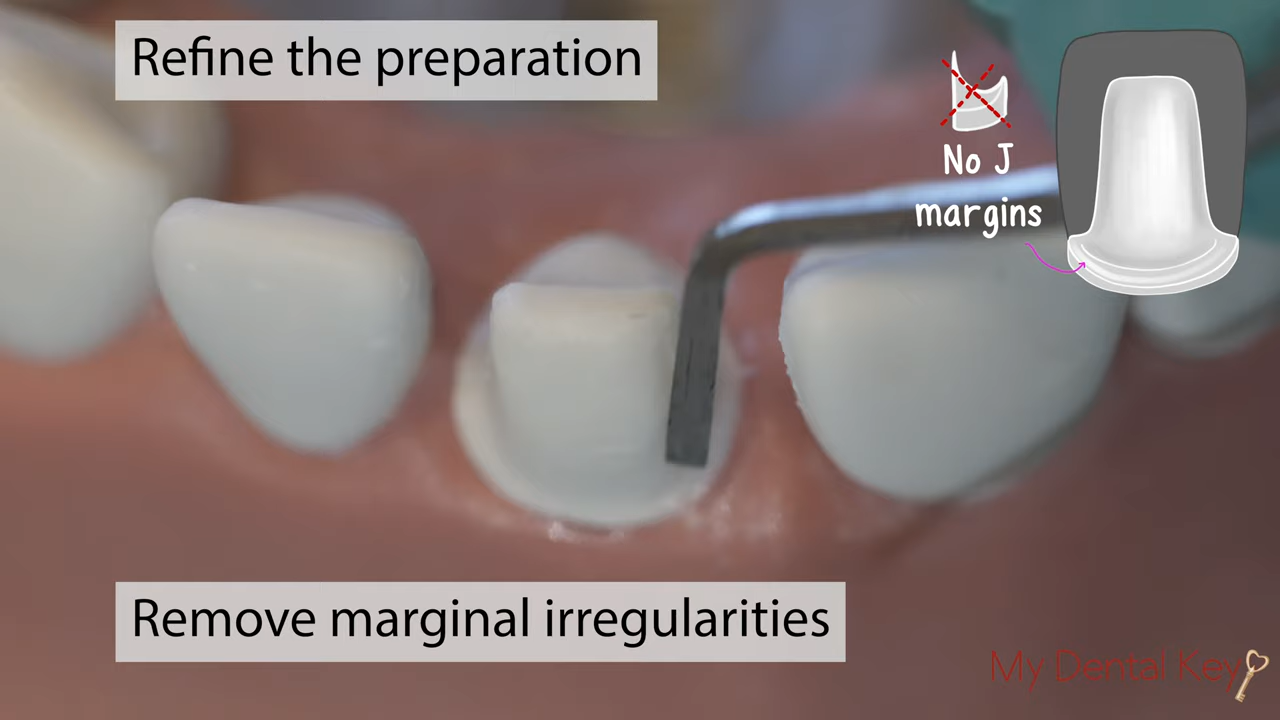 Refine the preparation
No J
margins
Remove marginal irregularities
My Dental Key